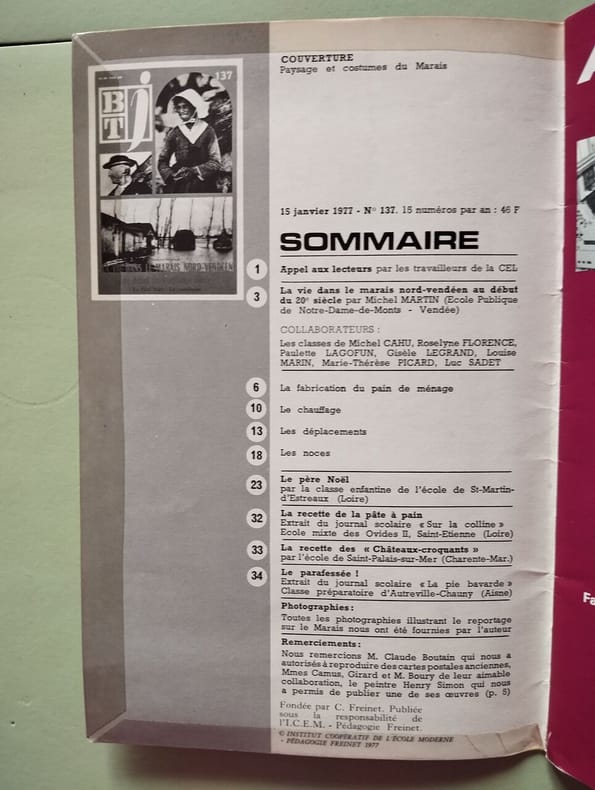 COUVERTURE
Paysage et costumes du Marais
137
BTj
15 janvier 1977 - N° 137. 15 numéros par an : 46 F
SOMMAIRE
1 Appel aux lecteurs par les travailleurs de la CEL
3 La vie dans le marais nord-vendéen au début
du 20e siècle par Michel MARTIN (Ecole Publique
de Notre-Dame-de-Monts - Vendée)
COLLABORATEURS :
Les classes de Michel CAHU, Roselyne FLORENCE,
Paulette LAGOFUN, Gisèle LEGRAND, Louise
MARIN, Marie-Thérèse PICARD, Luc SADET
6 La fabrication du pain de ménage
10 Le chauffage
13 Les déplacements
18 Les noces
23 Le père Noël
par la classe enfantine de l'école de St-Martin-
d'Estreaux (Loire)
32 La recette de la pâte à pain
Extrait du journal scolaire « Sur la colline »
Ecole mixte des Ovides II, Saint-Etienne (Loire)
33 La recette des « Châteaux-croquants »
par l'école de Saint-Palais-sur-Mer (Charente-Mar.)
34 Le parafessée !
Extrait du journal scolaire « La pie bavarde »
Classe préparatoire d'Autreville-Chauny (Aisne)
Photographies :
Toutes les photographies illustrant le reportage
sur le Marais nous ont été fournies par l'auteur
Remerciements :
Nous remercions M. Claude Boutain qui nous a
autorisés à reproduire des cartes postales anciennes,
Mmes Camus, Girard et M. Boury de leur aimable
collaboration, le peintre Henry Simon qui nous
a permis de publier une de ses œuvres (p. 5)
Fondée par C. Freinet. Publiée
sous la responsabilité de
l'I.C.E.M. - Pédagogie Freinet.
© INSTITUT COOPÉRATIF DE L'ÉCOLE MODERNE
- PÉDAGOGIE FREINET 1977
Fa